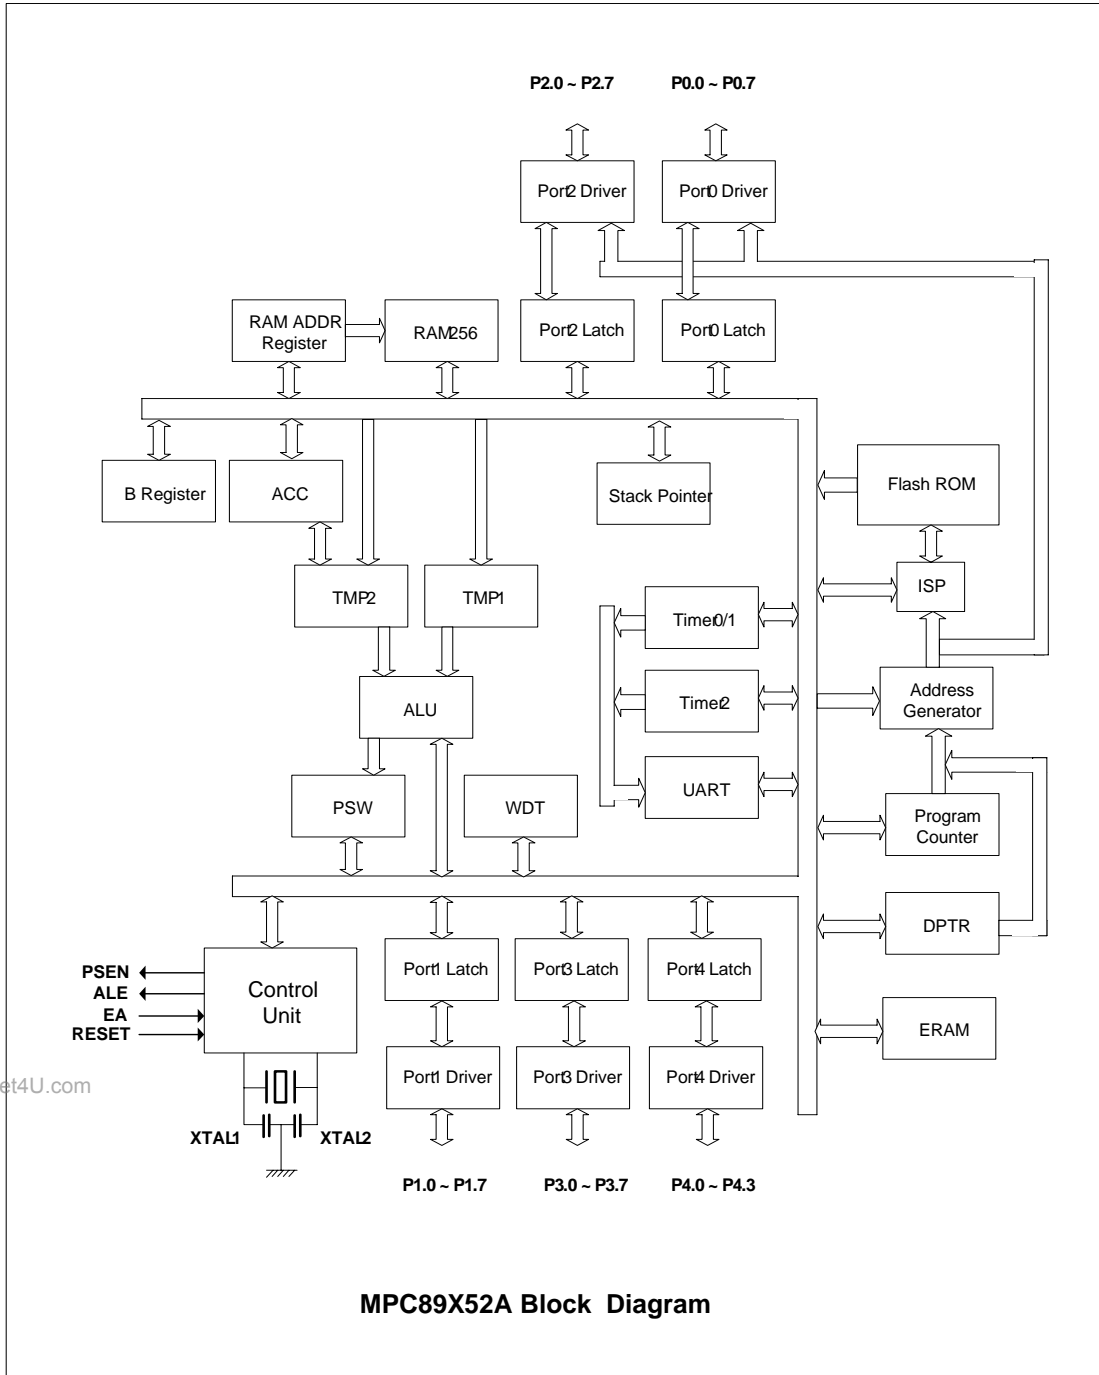 P2.0 ~ P2.7
P0.0 ~ P0.7
Port2 Driver
Port0 Driver
RAM ADDR
Register
RAM256
Port2 Latch
Port0 Latch
B Register
ACC
Stack Pointer
Flash ROM
TMP2
TMP1
ISP
Timer0/1
ALU
Timer2
Address
Generator
PSW
WDT
UART
Program
Counter
DPTR
PSEN
ALE
EA
RESET
Control
Unit
Port1 Latch
Port3 Latch
Port4 Latch
ERAM
et4U.com
Port1 Driver
Port3 Driver
Port4 Driver
XTAL1
XTAL2
P1.0 ~ P1.7
P3.0 ~ P3.7
P4.0 ~ P4.3
MPC89X52A Block Diagram